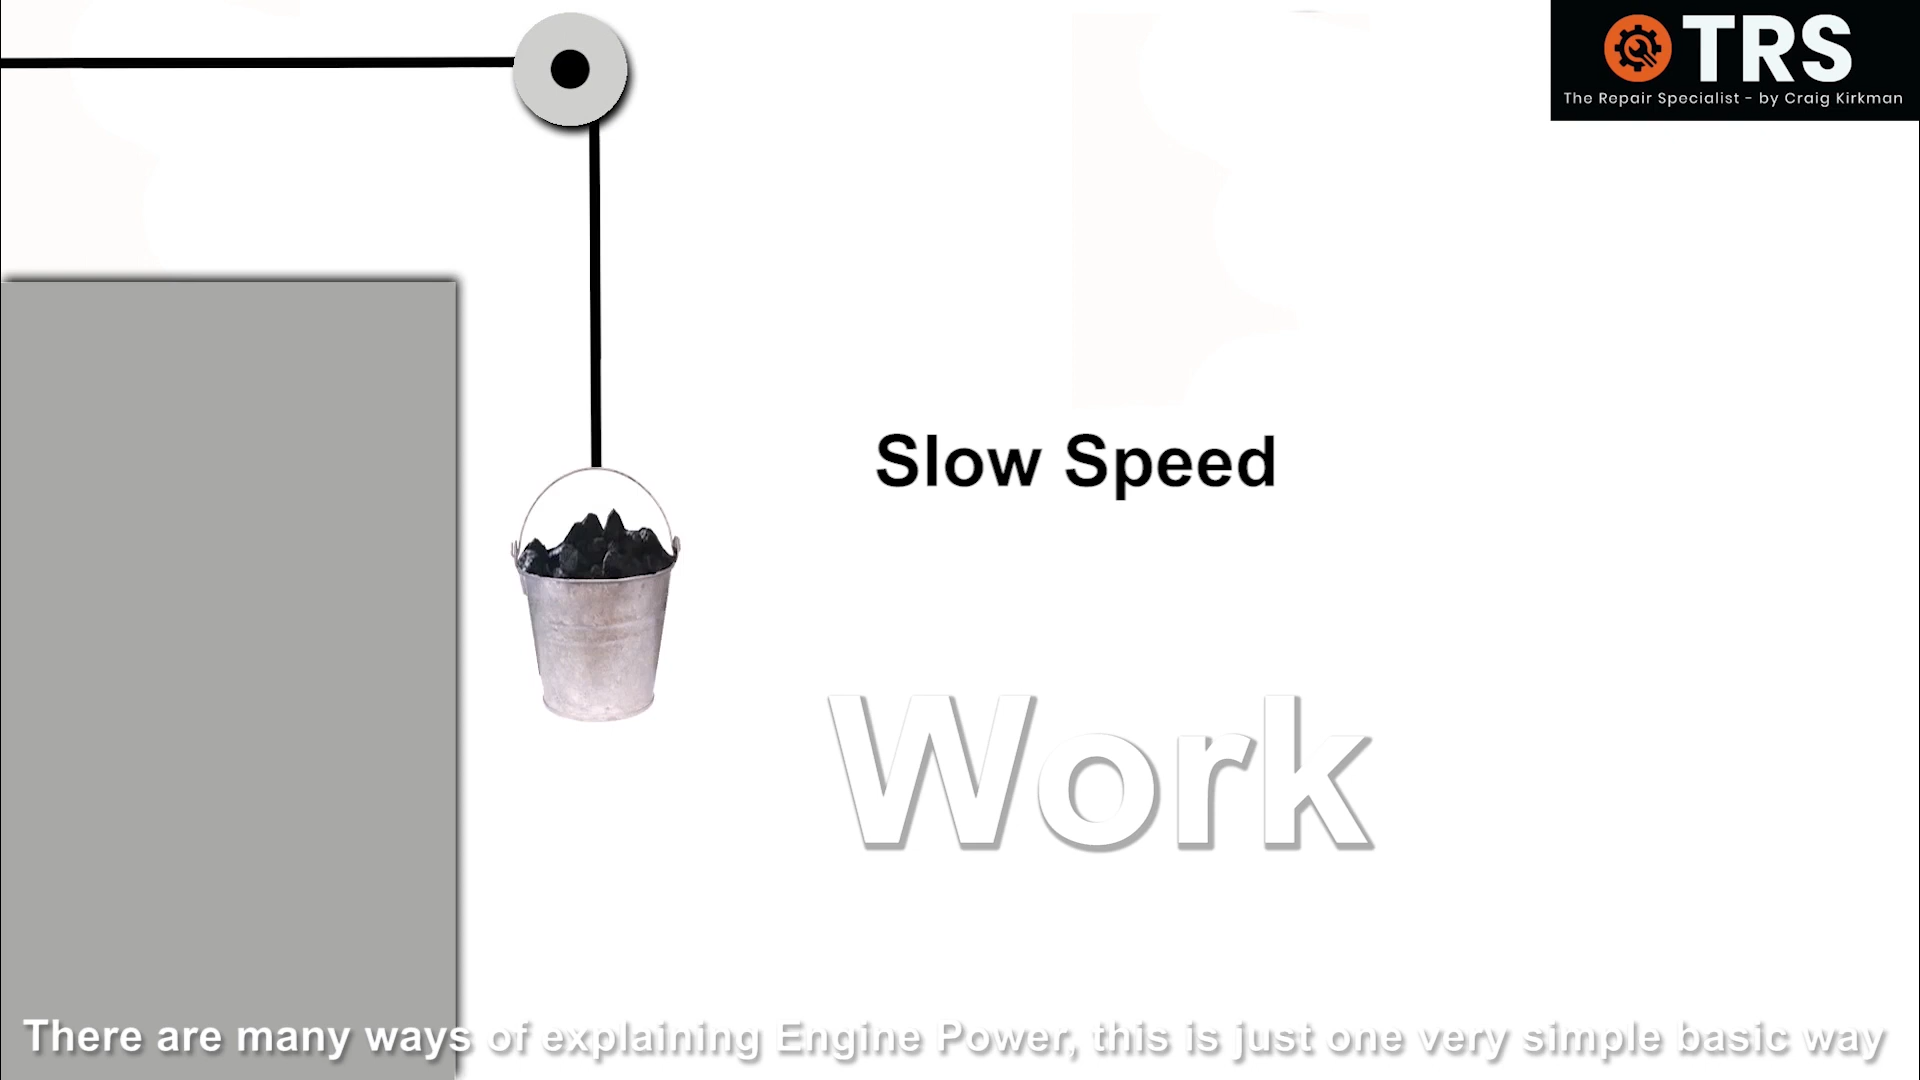 TRS
The Repair Specialist - by Craig Kirkman
Slow Speed
Work
There are many ways of explaining Engine Power, this is just one very simple basic way